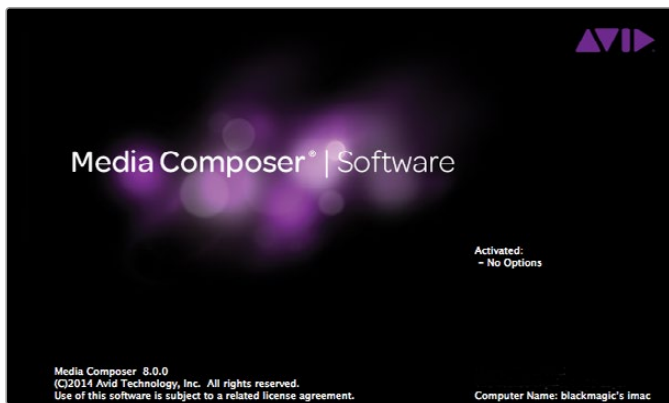 AVID
Media Composer® | Software
Activated:
– No Options
Media Composer 8.0.0
(C)2014 Avid Technology, Inc. All rights reserved.
Use of this software is subject to a related license agreement.
Computer Name: blackmagic's imac